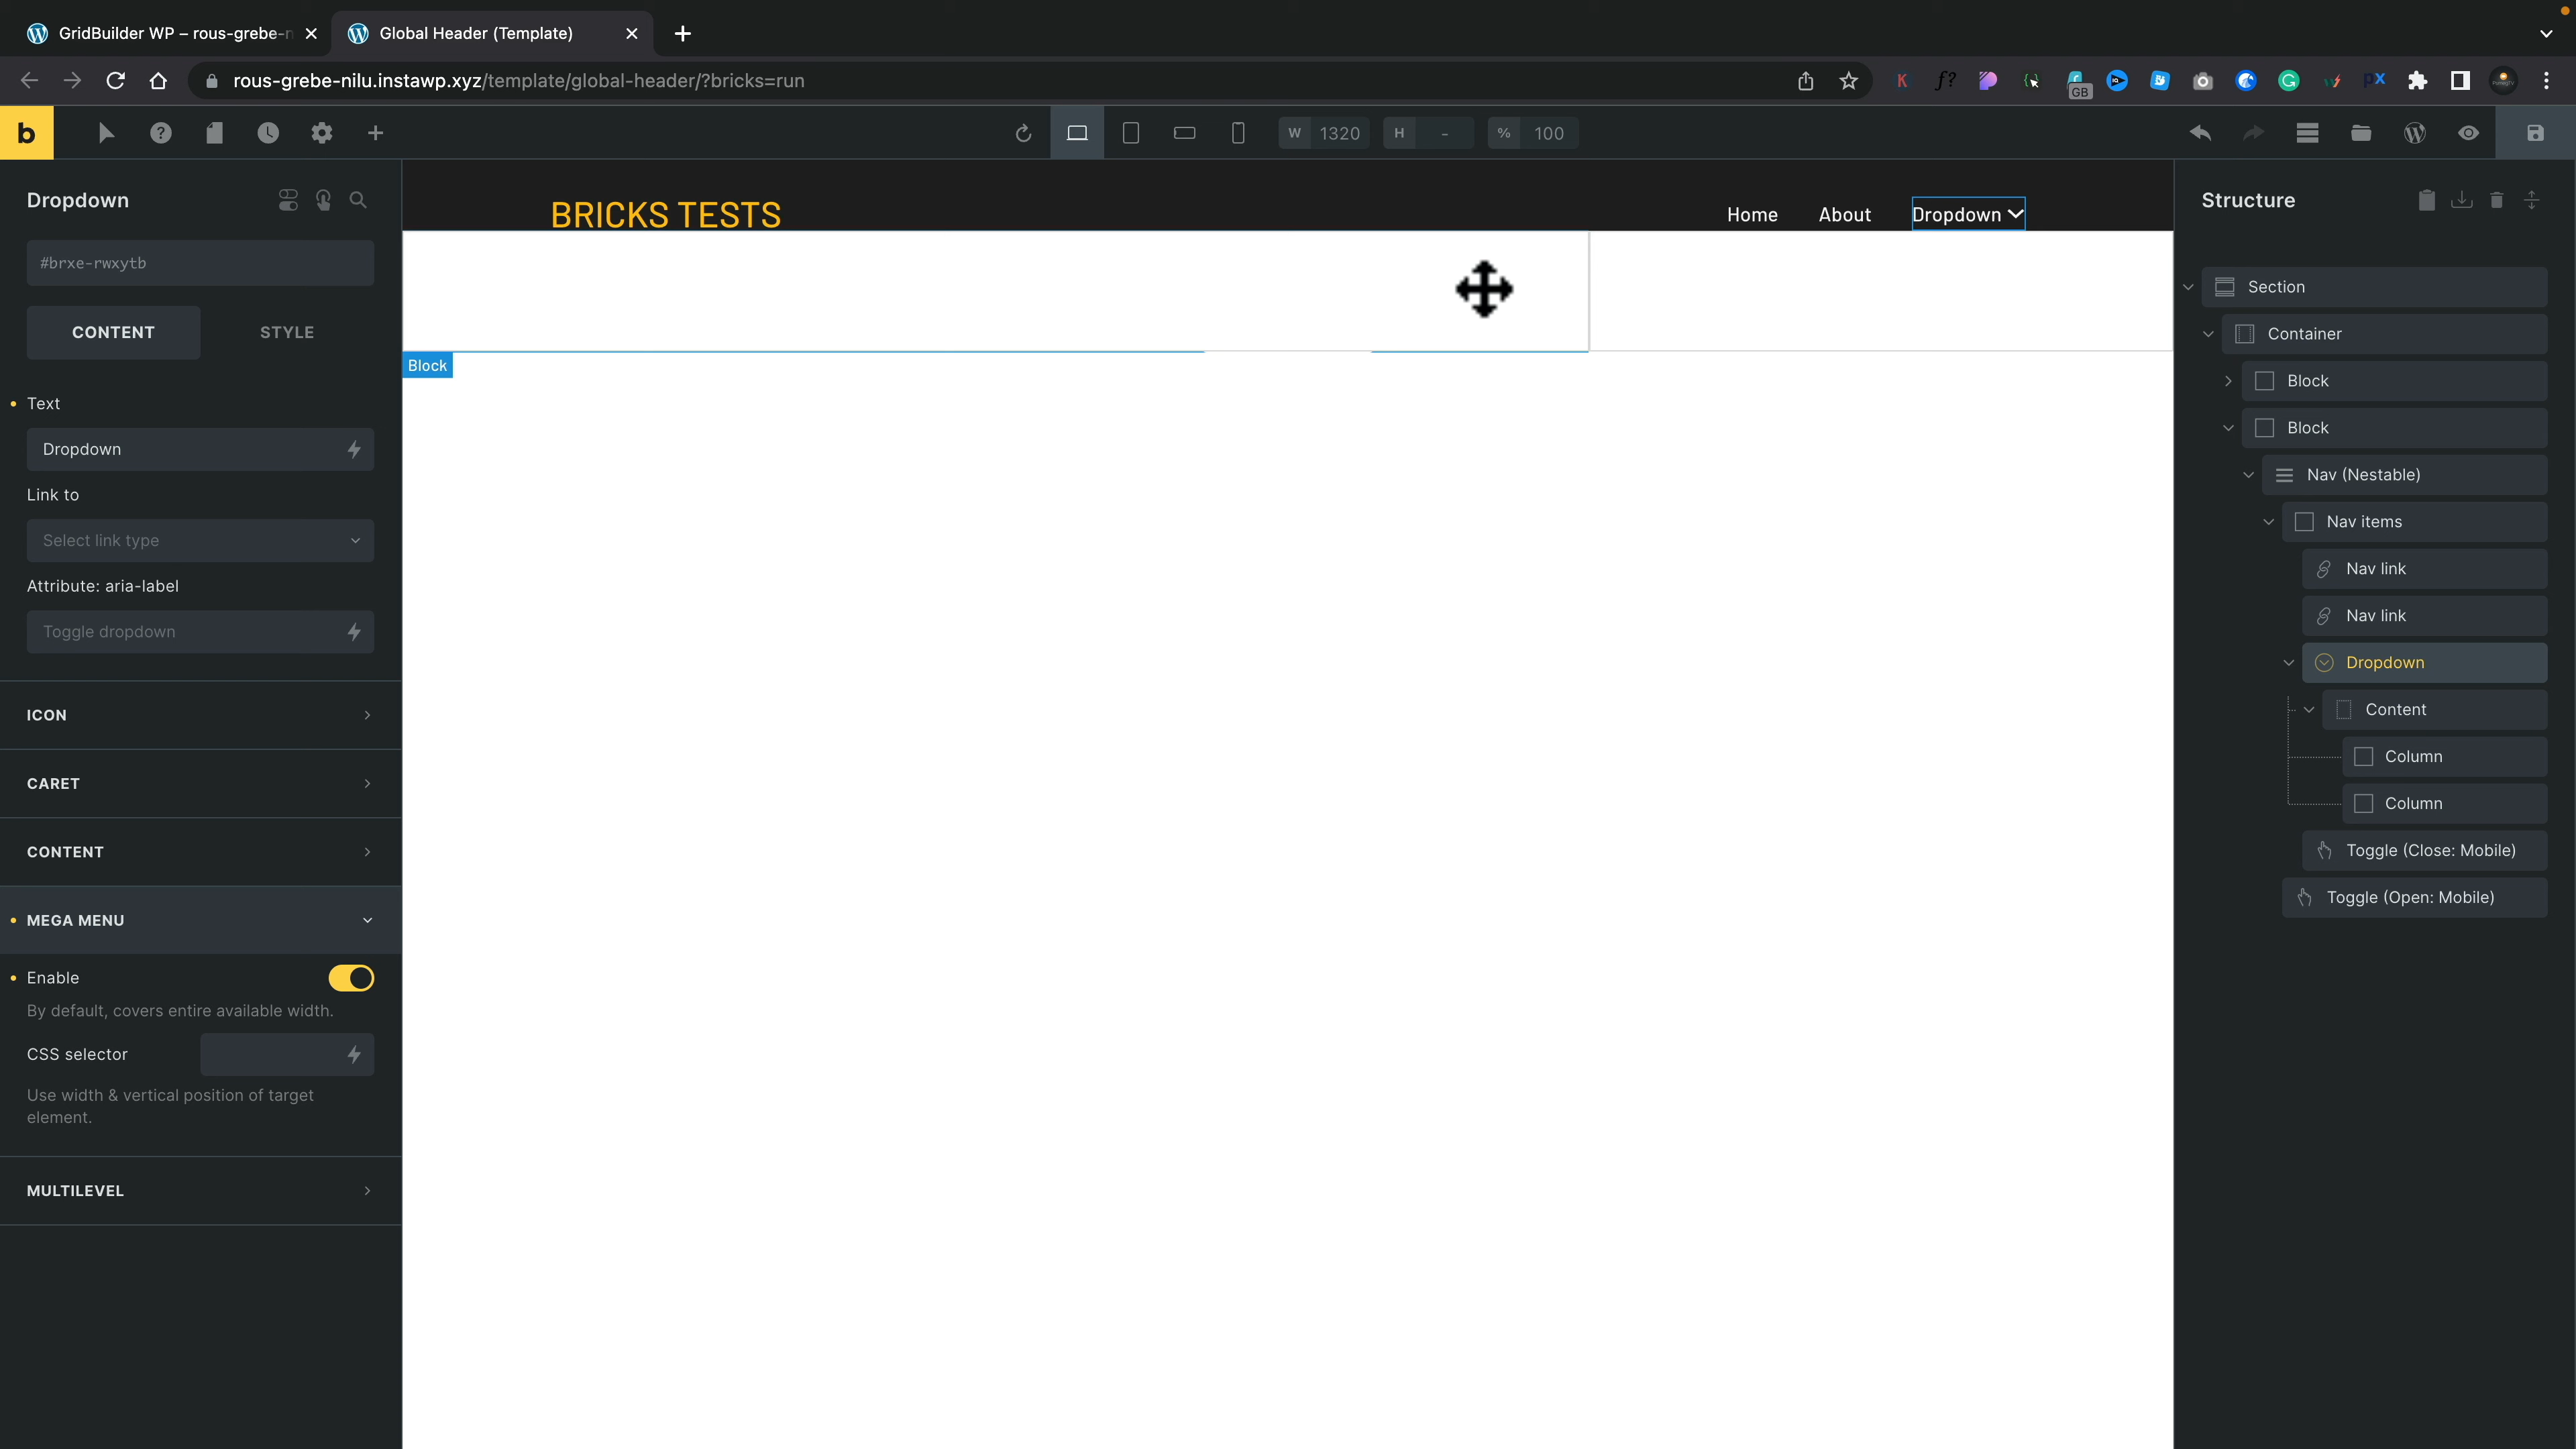 GridBuilder WP – rous-grebe-n
Global Header (Template)
rous-grebe-nilu.instawp.xyz/template/global-header/?bricks=run
GB
b
W 1320 H - % 100
Dropdown
#brxe-rwxytb
CONTENT STYLE
Text
Dropdown
Link to
Select link type
Attribute: aria-label
Toggle dropdown
ICON
CARET
CONTENT
MEGA MENU
Enable
By default, covers entire available width.
CSS selector
Use width & vertical position of target
element.
MULTILEVEL
BRICKS TESTS
Home About Dropdown
Block
Structure
Section
Container
Block
Block
Nav (Nestable)
Nav items
Nav link
Nav link
Dropdown
Content
Column
Column
Toggle (Close: Mobile)
Toggle (Open: Mobile)